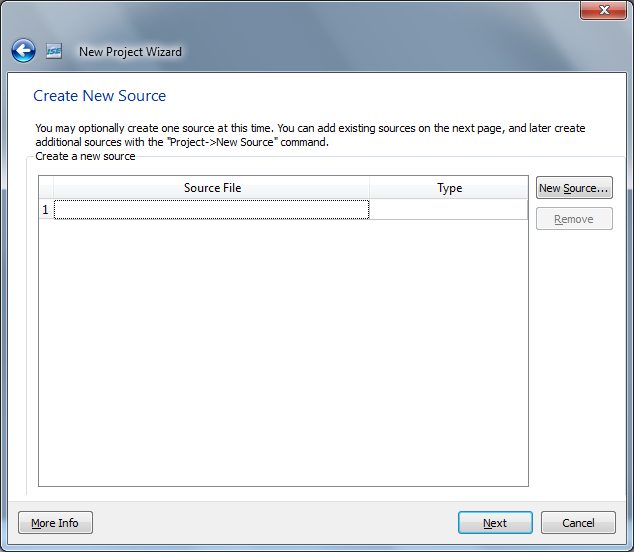 ISE New Project Wizard
Create New Source
You may optionally create one source at this time. You can add existing sources on the next page, and later create
additional sources with the "Project->New Source" command.
Create a new source
Source File Type
New Source...
1
Remove
More Info Next Cancel